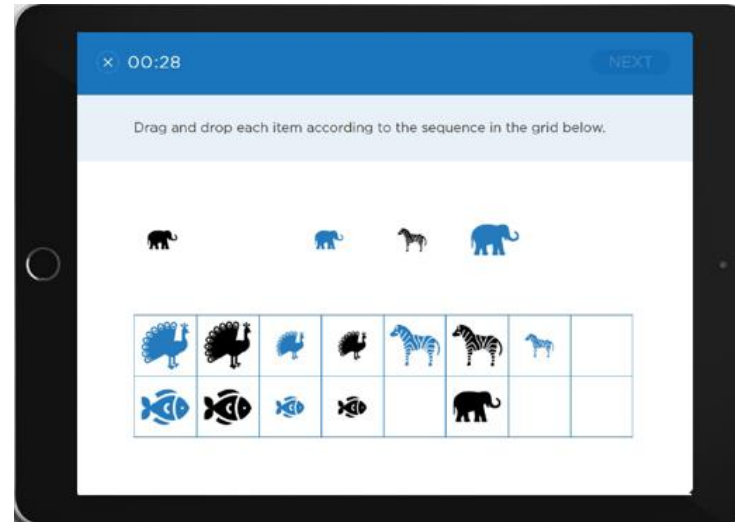 00:28
NEXT
Drag and drop each item according to the sequence in the grid below.